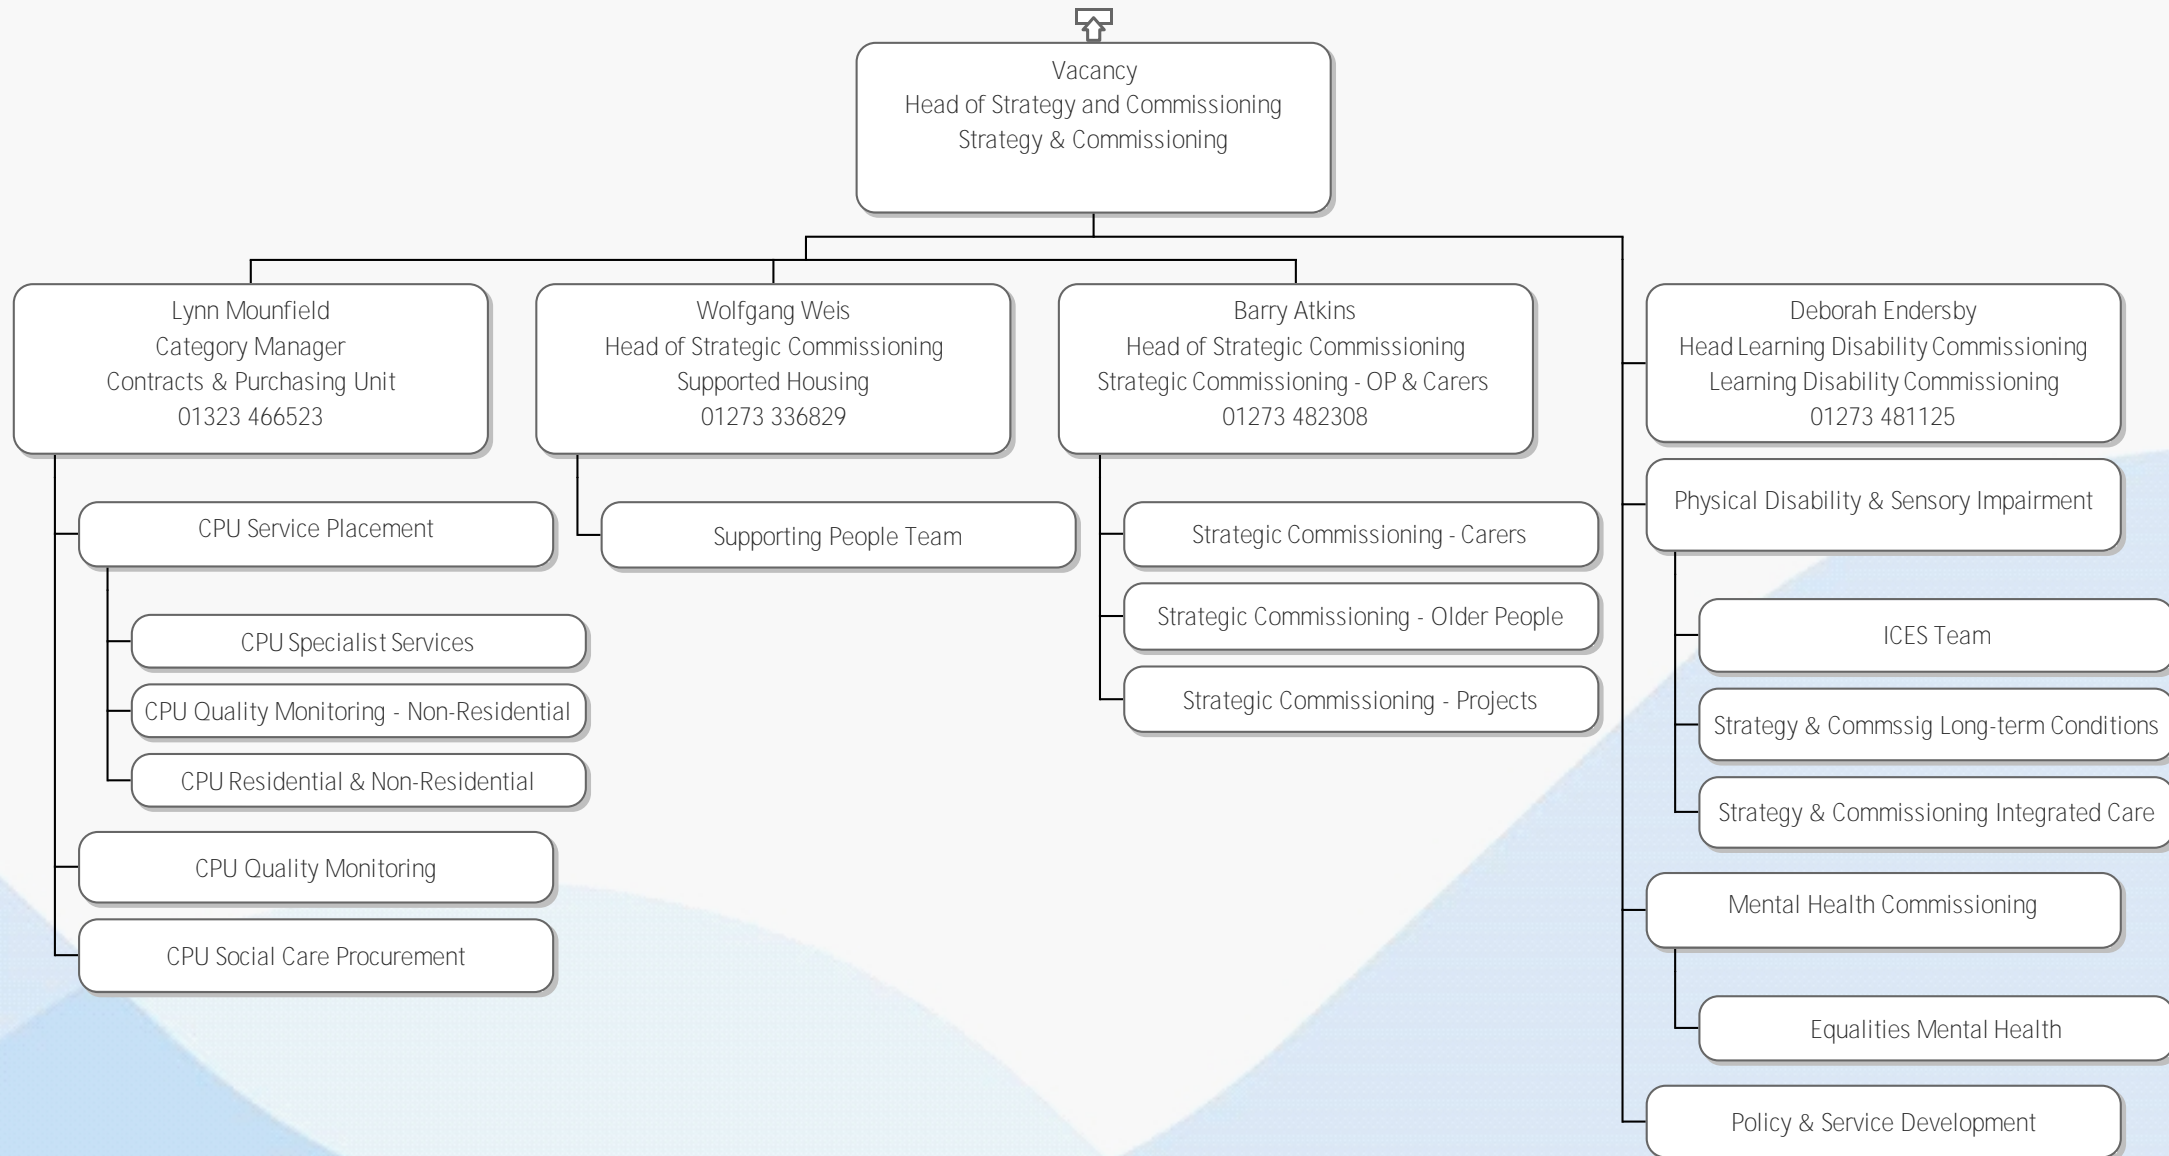 Vacancy
Head of Strategy and Commissioning
Strategy & Commissioning
Lynn Mounfield
Category Manager
Contracts & Purchasing Unit
01323 466523
Wolfgang Weis
Head of Strategic Commissioning
Supported Housing
01273 336829
Barry Atkins
Head of Strategic Commissioning
Strategic Commissioning - OP & Carers
01273 482308
Deborah Endersby
Head Learning Disability Commissioning
Learning Disability Commissioning
01273 481125
CPU Service Placement
CPU Specialist Services
CPU Quality Monitoring - Non-Residential
CPU Residential & Non-Residential
CPU Quality Monitoring
CPU Social Care Procurement
Supporting People Team
Strategic Commissioning - Carers
Strategic Commissioning - Older People
Strategic Commissioning - Projects
Physical Disability & Sensory Impairment
ICES Team
Strategy & Commssig Long-term Conditions
Strategy & Commissioning Integrated Care
Mental Health Commissioning
Equalities Mental Health
Policy & Service Development